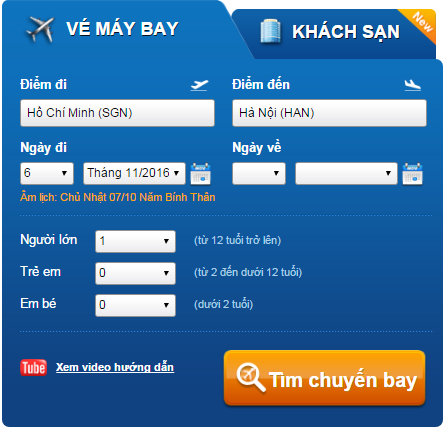 VÉ MÁY BAY
KHÁCH SẠN
New
Điểm đi
Điểm đến
Hồ Chí Minh (SGN)
Hà Nội (HAN)
Ngày đi
Ngày về
6
Tháng 11/2016
Âm lịch: Chủ Nhật 07/10 Năm Bính Thân
Người lớn
1
(từ 12 tuổi trở lên)
Trẻ em
0
(từ 2 đến dưới 12 tuổi)
Em bé
0
(dưới 2 tuổi)
Tube
Xem video hướng dẫn
Tìm chuyến bay